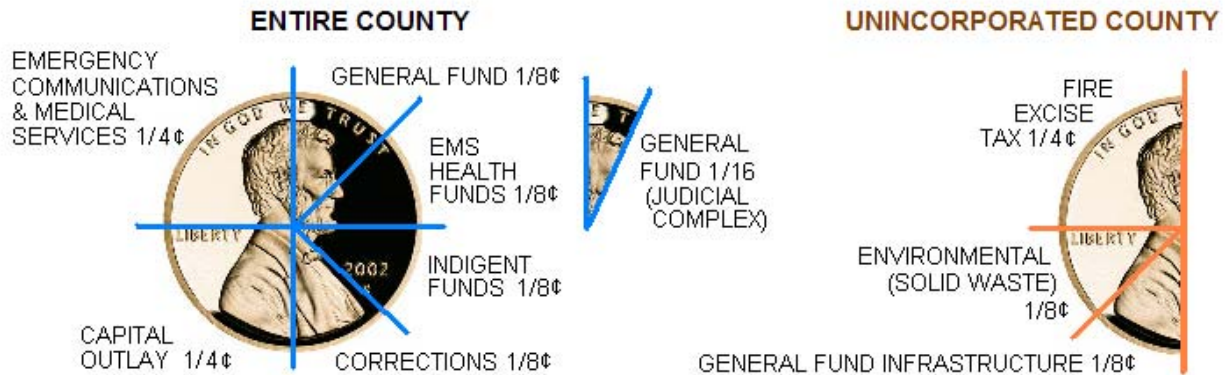 ENTIRE COUNTY
EMERGENCY
COMMUNICATIONS
& MEDICAL
SERVICES 1/4¢
GENERAL FUND 1/8¢
EMS
HEALTH
FUNDS 1/8¢
INDIGENT
FUNDS 1/8¢
CAPITAL
OUTLAY 1/4¢
CORRECTIONS 1/8¢
IN GOD WE TRUST
LIBERTY
2002
GENERAL
FUND 1/16
(JUDICIAL
COMPLEX)
UNINCORPORATED COUNTY
FIRE
EXCISE
TAX 1/4¢
IN GOD
LIBERTY
ENVIRONMENTAL
(SOLID WASTE)
1/8¢
GENERAL FUND INFRASTRUCTURE 1/8¢